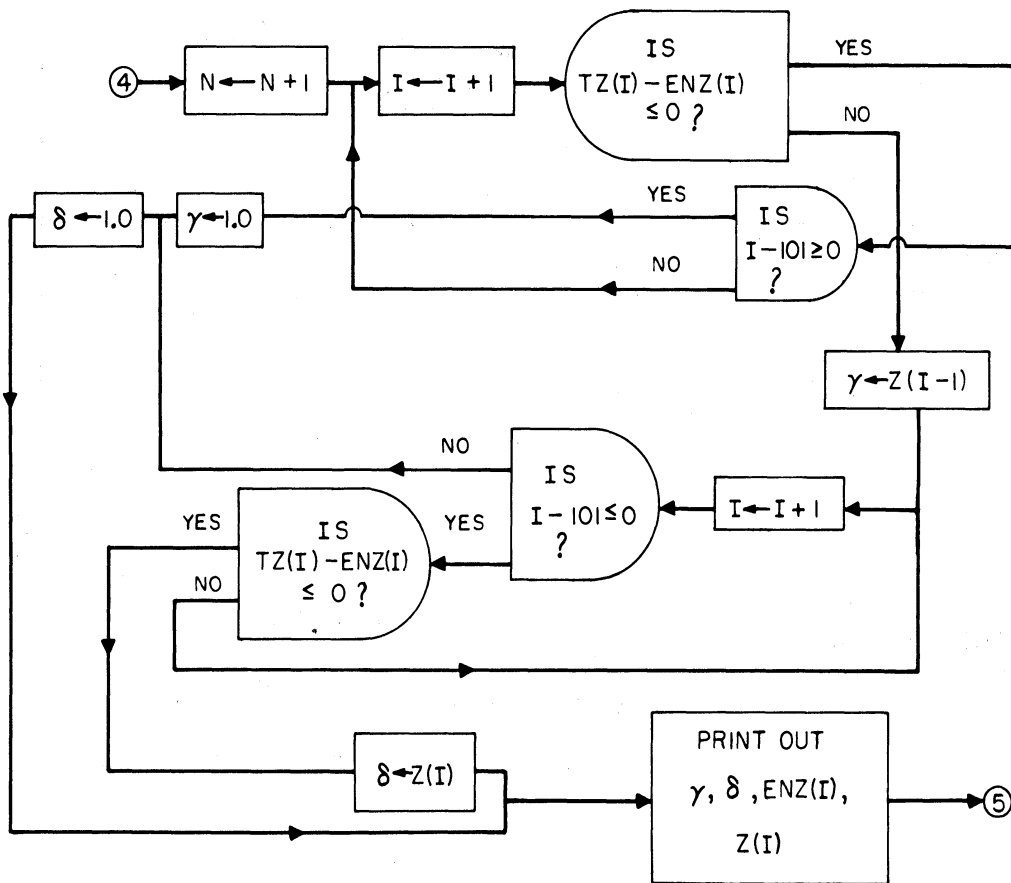 ④
N ← N + 1
I ← I + 1
IS
TZ(I) – ENZ(I)
≤ 0 ?
YES
NO
δ ← 1.0
γ ← 1.0
YES
NO
IS
I – 101 ≥ 0
?
γ ← Z(I – 1)
NO
YES
IS
I – 101 ≤ 0
?
I ← I + 1
YES
NO
IS
TZ(I) – ENZ(I)
≤ 0 ?
δ ← Z(I)
PRINT OUT
γ, δ, ENZ(I),
Z(I)
⑤